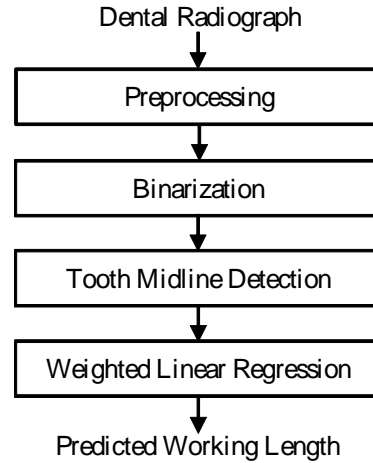 Dental Radiograph
Preprocessing
Binarization
Tooth Midline Detection
Weighted Linear Regression
Predicted Working Length